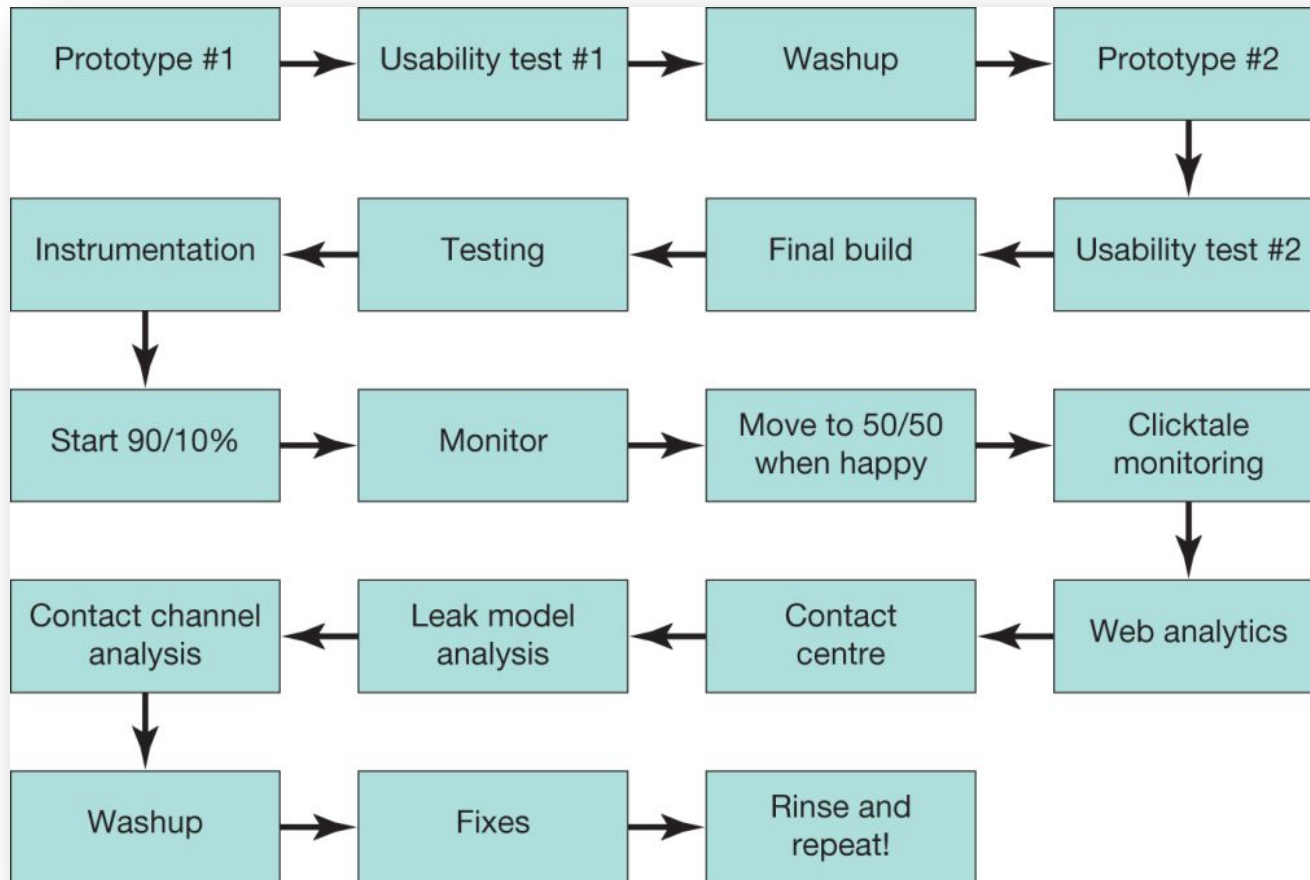 Prototype #1
Usability test #1
Washup
Prototype #2
Usability test #2
Final build
Testing
Instrumentation
Start 90/10%
Monitor
Move to 50/50
when happy
Clicktale
monitoring
Web analytics
Contact
centre
Leak model
analysis
Contact channel
analysis
Washup
Fixes
Rinse and
repeat!